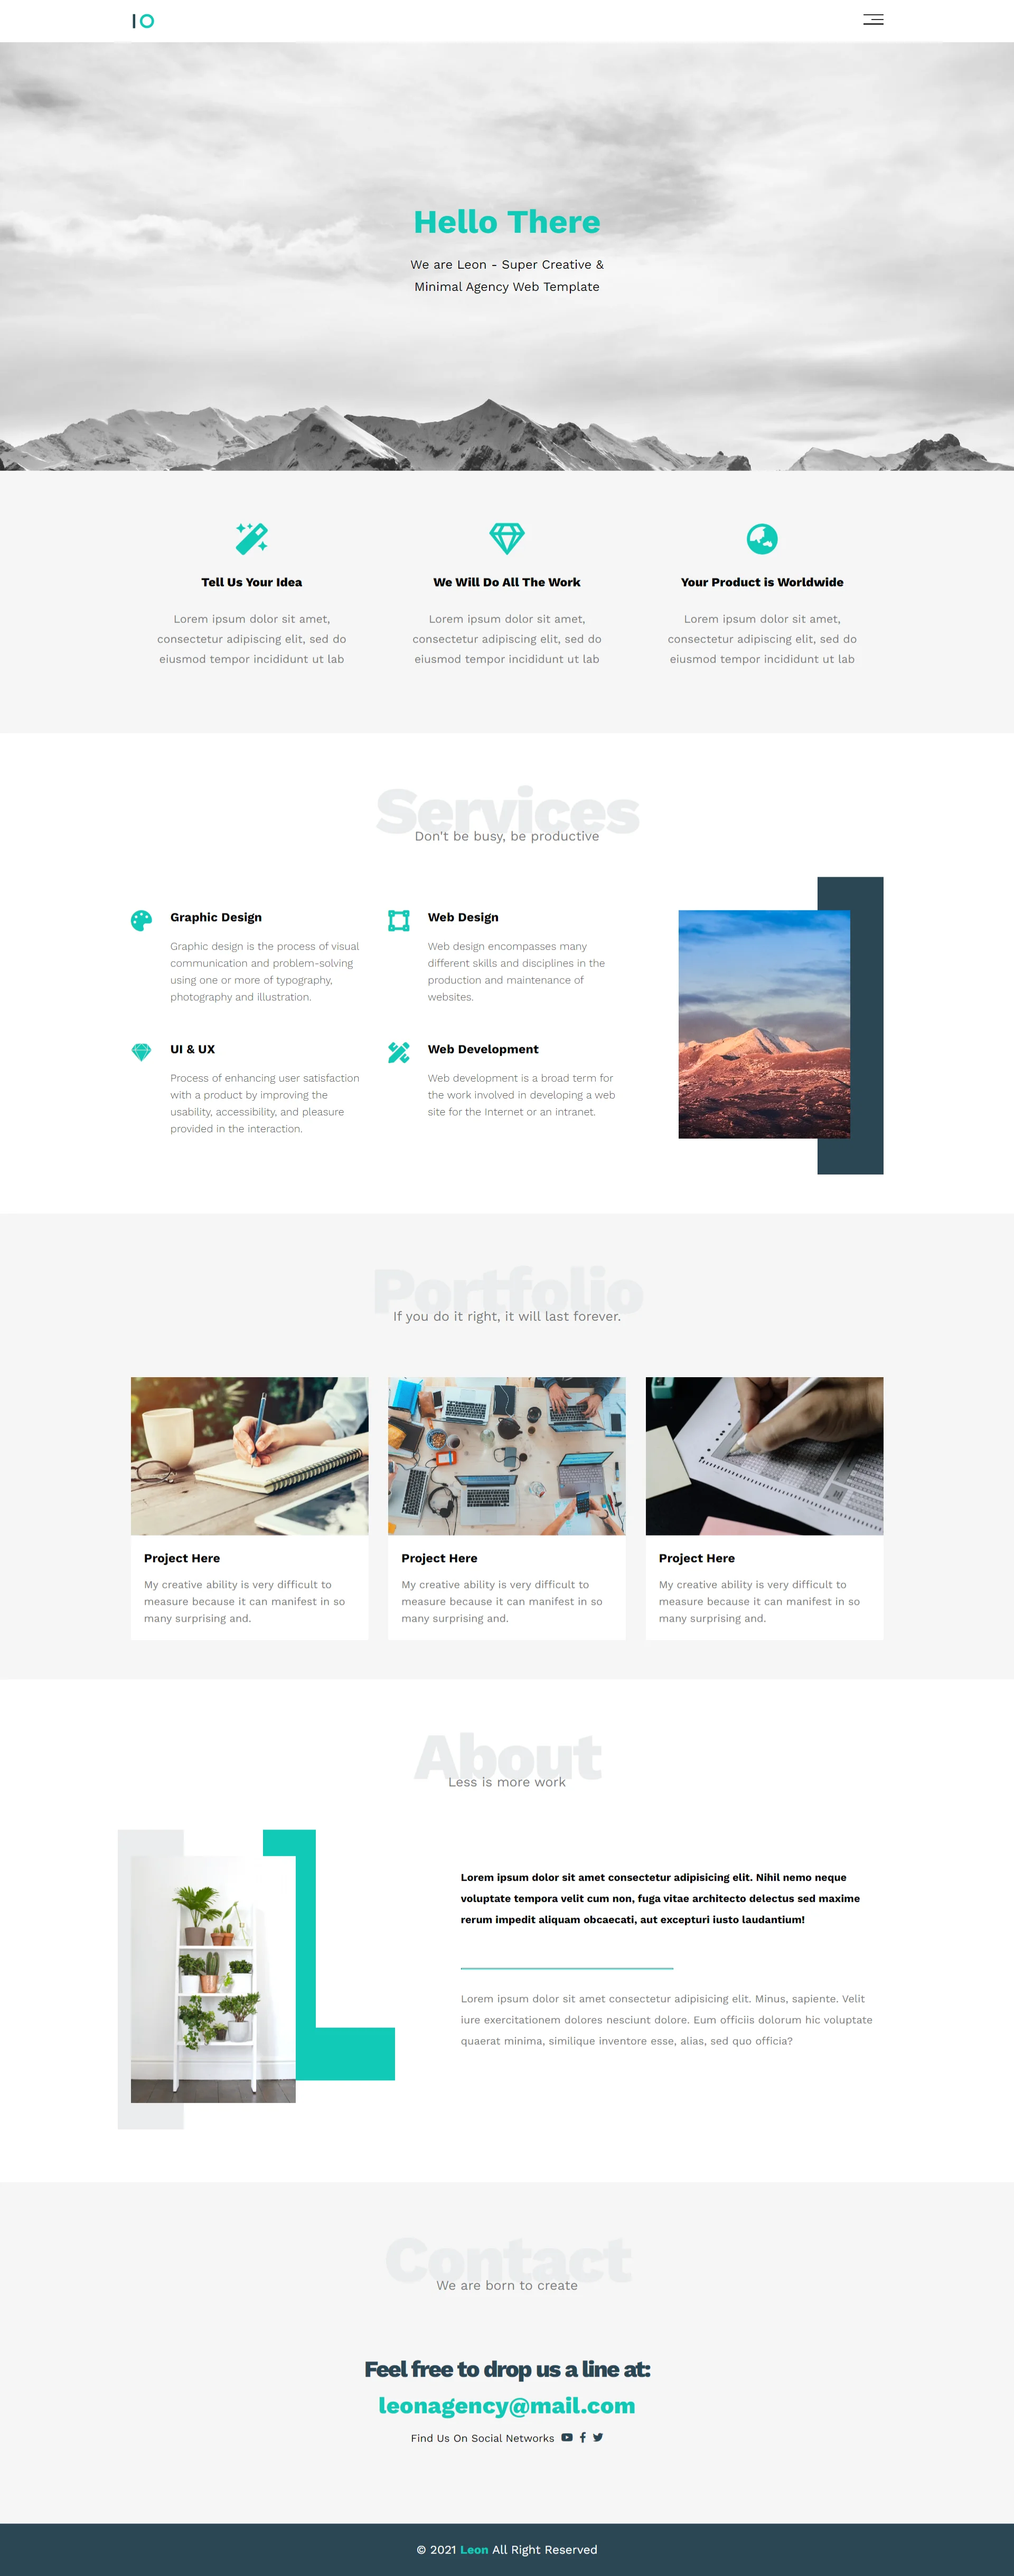 IO
Hello There
We are Leon - Super Creative &
Minimal Agency Web Template
Tell Us Your Idea
Lorem ipsum dolor sit amet,
consectetur adipiscing elit, sed do
eiusmod tempor incididunt ut lab
We Will Do All The Work
Lorem ipsum dolor sit amet,
consectetur adipiscing elit, sed do
eiusmod tempor incididunt ut lab
Your Product is Worldwide
Lorem ipsum dolor sit amet,
consectetur adipiscing elit, sed do
eiusmod tempor incididunt ut lab
Services
Don't be busy, be productive
Graphic Design
Graphic design is the process of visual
communication and problem-solving
using one or more of typography,
photography and illustration.
Web Design
Web design encompasses many
different skills and disciplines in the
production and maintenance of
websites.
UI & UX
Process of enhancing user satisfaction
with a product by improving the
usability, accessibility, and pleasure
provided in the interaction.
Web Development
Web development is a broad term for
the work involved in developing a web
site for the Internet or an intranet.
Portfolio
If you do it right, it will last forever.
Project Here
My creative ability is very difficult to
measure because it can manifest in so
many surprising and.
Project Here
My creative ability is very difficult to
measure because it can manifest in so
many surprising and.
Project Here
My creative ability is very difficult to
measure because it can manifest in so
many surprising and.
About
Less is more work
Lorem ipsum dolor sit amet consectetur adipisicing elit. Nihil nemo neque
voluptate tempora velit cum non, fuga vitae architecto delectus sed maxime
rerum impedit aliquam obcaecati, aut excepturi iusto laudantium!
Lorem ipsum dolor sit amet consectetur adipisicing elit. Minus, sapiente. Velit
iure exercitationem dolores nesciunt dolore. Eum officiis dolorum hic voluptate
quaerat minima, similique inventore esse, alias, sed quo officia?
Contact
We are born to create
Feel free to drop us a line at:
leonagency@mail.com
Find Us On Social Networks
© 2021 Leon All Right Reserved